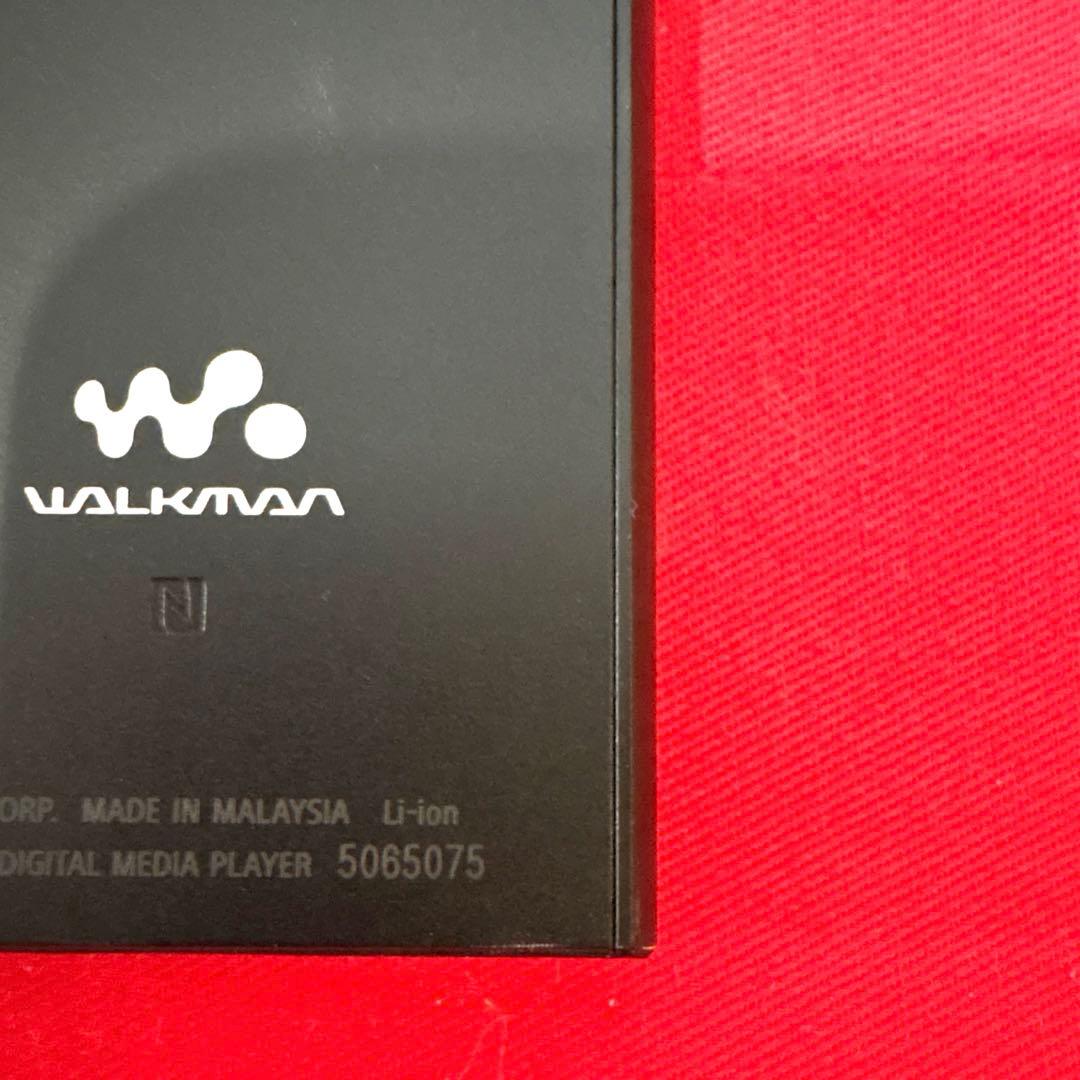 WALKMAN
N
ORP. MADE IN MALAYSIA Li-ion
DIGITAL MEDIA PLAYER 5065075